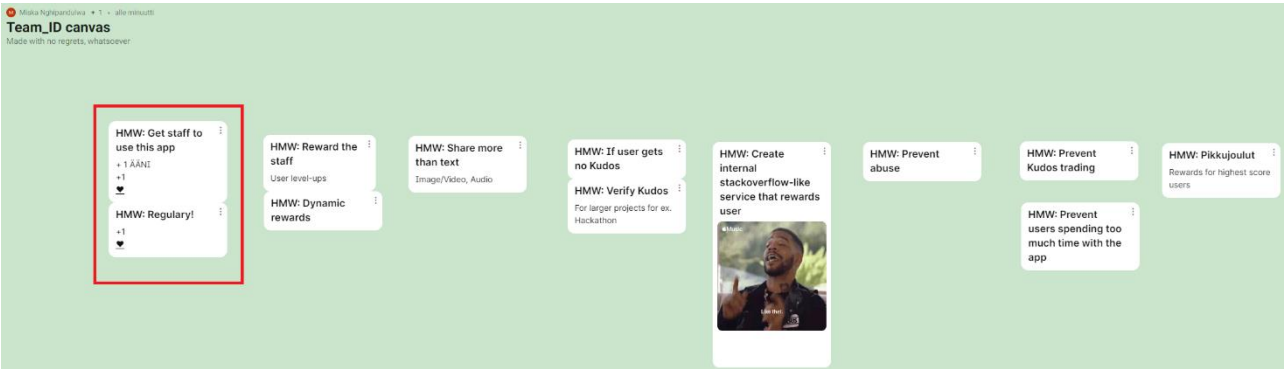 Miska Nghipandulwa + 1 • alle minuutti
Team_ID canvas
Made with no regrets, whatsoever
HMW: Get staff to
use this app
+ 1 ÄÄNI
+1
HMW: Regulary!
+1
HMW: Reward the
staff
User level-ups
HMW: Dynamic
rewards
HMW: Share more
than text
Image/Video, Audio
HMW: If user gets
no Kudos
HMW: Verify Kudos
For larger projects for ex.
Hackathon
HMW: Create
internal
stackoverflow-like
service that rewards
user
Music
Like that.
HMW: Prevent
abuse
HMW: Prevent
Kudos trading
HMW: Prevent
users spending too
much time with the
app
HMW: Pikkujoulut
Rewards for highest score
users